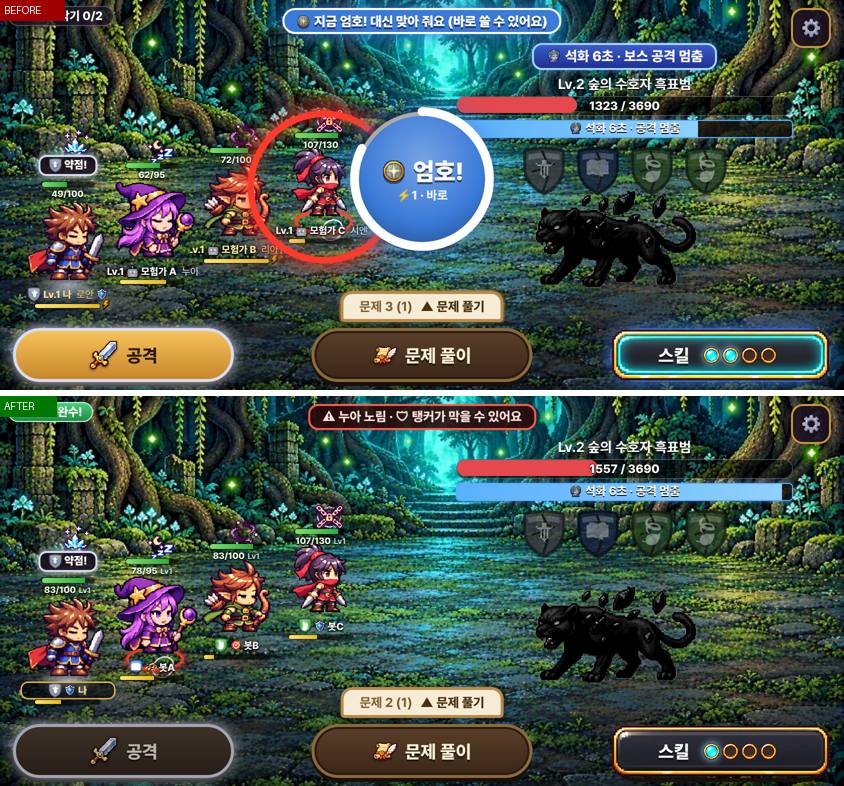 BEFORE
막기 0/2
지금 엄호! 대신 맞아 줘요 (바로 쓸 수 있어요)
석화 6초 · 보스 공격 멈춤
Lv.2 숲의 수호자 흑표범
1323 / 3690
석화 6초 · 공격 멈춤
107/130
72/100
62/95
약점!
49/100
엄호!
⚡1 · 바로
Lv.1 모험가 C 시엔
Lv.1 모험가 B 리아
Lv.1 모험가 A 누아
Lv.1 나 로안
문제 3 (1) ▲ 문제 풀기
공격
문제 풀이
스킬
AFTER
완수!
⚠ 누아 노림 · 탱커가 막을 수 있어요
Lv.2 숲의 수호자 흑표범
1557 / 3690
석화 6초 · 공격 멈춤
107/130 Lv1
83/100 Lv1
78/95 Lv1
약점!
83/100 Lv1
봇C
봇B
봇A
나
문제 2 (1) ▲ 문제 풀기
공격
문제 풀이
스킬